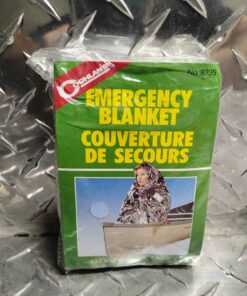 COGHLAN'S
No. 8235
EMERGENCY
BLANKET
COUVERTURE
DE SECOURS